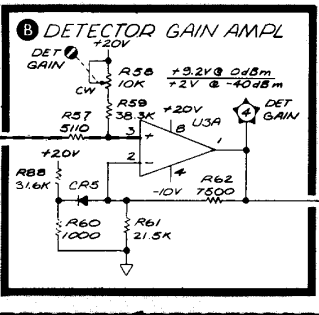 B DETECTOR GAIN AMPL
+20V
DET 1
GAIN
CW
R58
10K
+9.2V @ 0dBm
+2V @ -40dBm
R59
38.3K
R57
5110
+20V
U3A
4
DET
GAIN
3
+
8
1
2
-
4
-10V
+20V
R88
31.6K
CR5
R62
7500
R60
1000
R61
21.5K